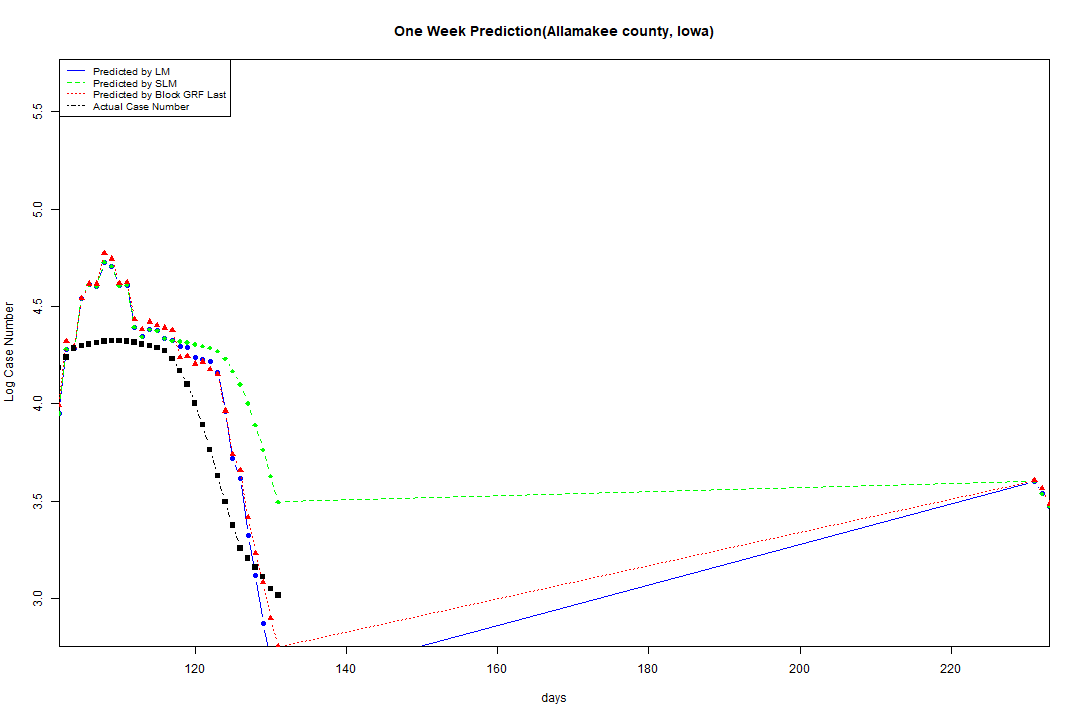 One Week Prediction(Allamakee county, Iowa)
Predicted by LM
Predicted by SLM
Predicted by Block GRF Last
Actual Case Number
5.5
5.0
4.5
4.0
3.5
3.0
Log Case Number
120 140 160 180 200 220
days